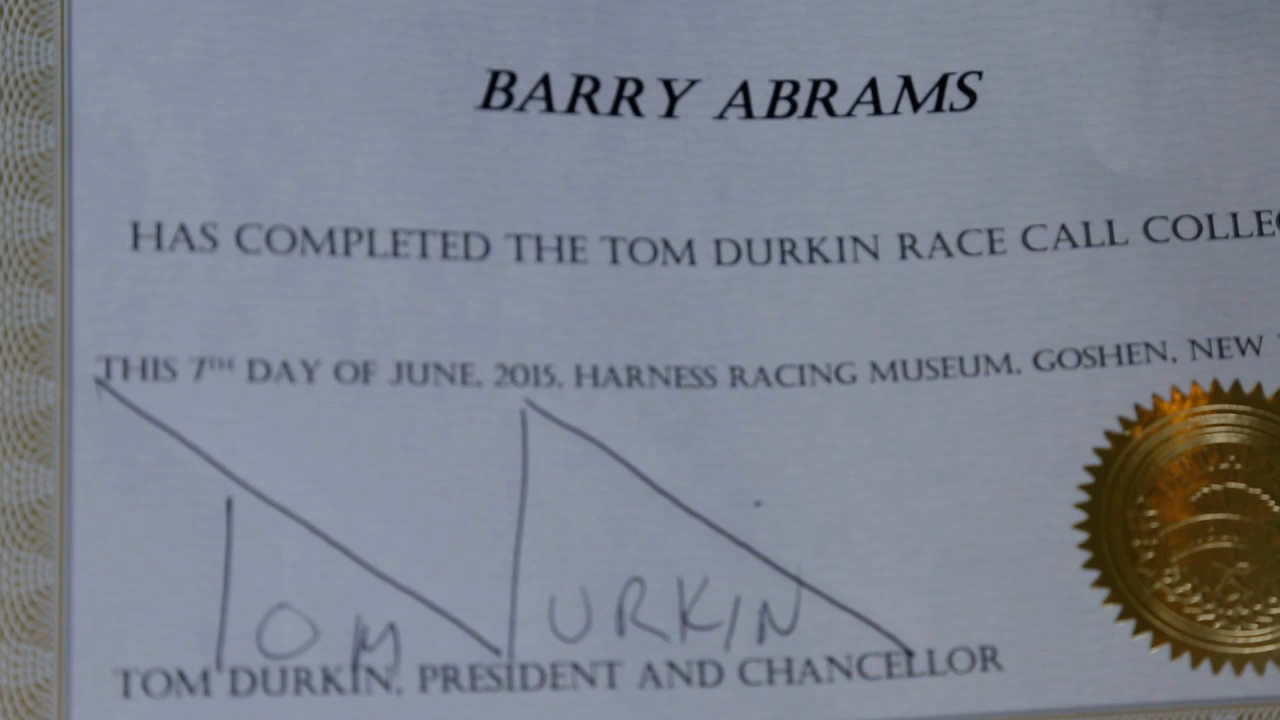 BARRY ABRAMS
HAS COMPLETED THE TOM DURKIN RACE CALL COLLE
THIS 7TH DAY OF JUNE, 2015, HARNESS RACING MUSEUM, GOSHEN, NEW
TOM DURKIN
TOM DURKIN, PRESIDENT AND CHANCELLOR